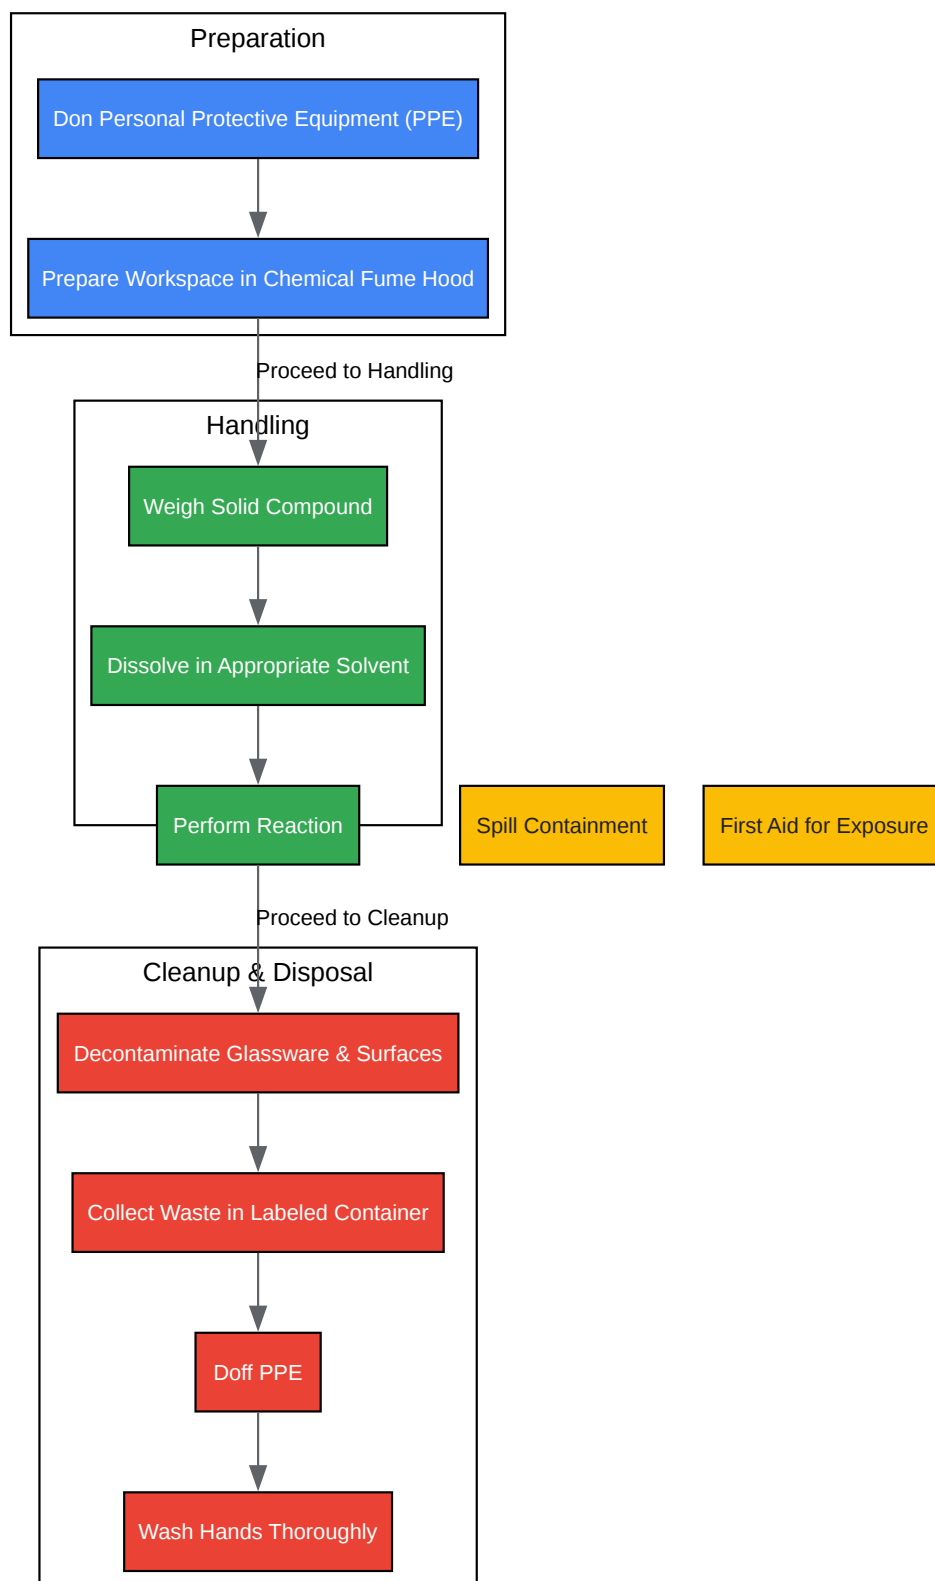 Preparation
Don Personal Protective Equipment (PPE)
Prepare Workspace in Chemical Fume Hood
Proceed to Handling
Handling
Weigh Solid Compound
Dissolve in Appropriate Solvent
Perform Reaction
Spill Containment
First Aid for Exposure
Proceed to Cleanup
Cleanup & Disposal
Decontaminate Glassware & Surfaces
Collect Waste in Labeled Container
Doff PPE
Wash Hands Thoroughly